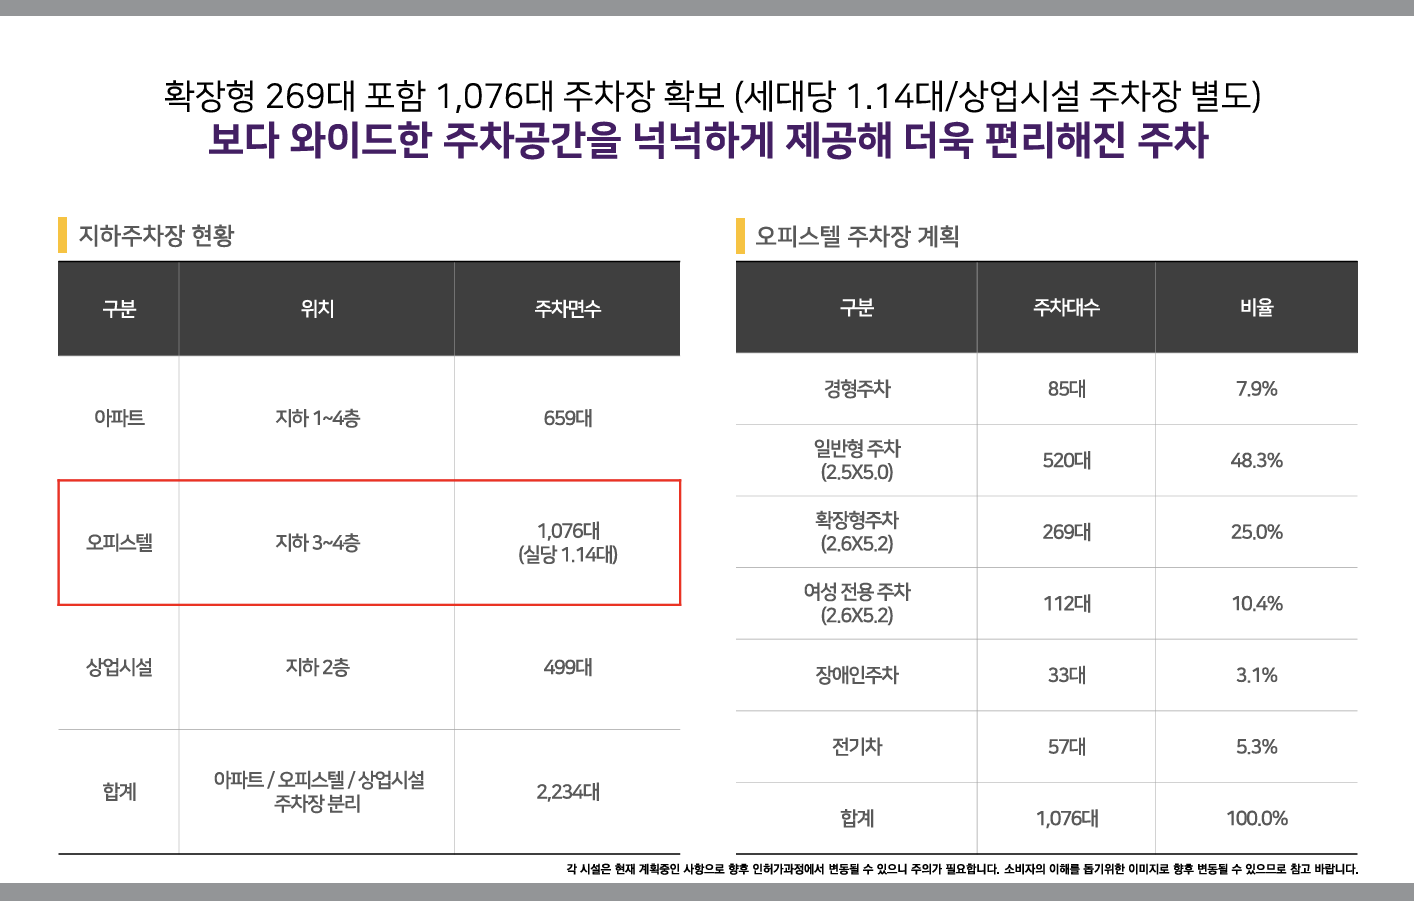 확장형 269대 포함 1,076대 주차장 확보 (세대당 1.14대/상업시설 주차장 별도)
보다 와이드한 주차공간을 넉넉하게 제공해 더욱 편리해진 주차
지하주차장 현황
구분 위치 주차면수
아파트 지하 1~4층 659대
오피스텔 지하 3~4층 1,076대
(실당 1.14대)
상업시설 지하 2층 499대
합계 아파트 / 오피스텔 / 상업시설
주차장 분리 2,234대
오피스텔 주차장 계획
구분 주차대수 비율
경형주차 85대 7.9%
일반형 주차
(2.5X5.0) 520대 48.3%
확장형주차
(2.6X5.2) 269대 25.0%
여성 전용 주차
(2.6X5.2) 112대 10.4%
장애인주차 33대 3.1%
전기차 57대 5.3%
합계 1,076대 100.0%
각 시설은 현재 계획중인 사항으로 향후 인허가과정에서 변동될 수 있으니 주의가 필요합니다. 소비자의 이해를 돕기위한 이미지로 향후 변동될 수 있으므로 참고 바랍니다.